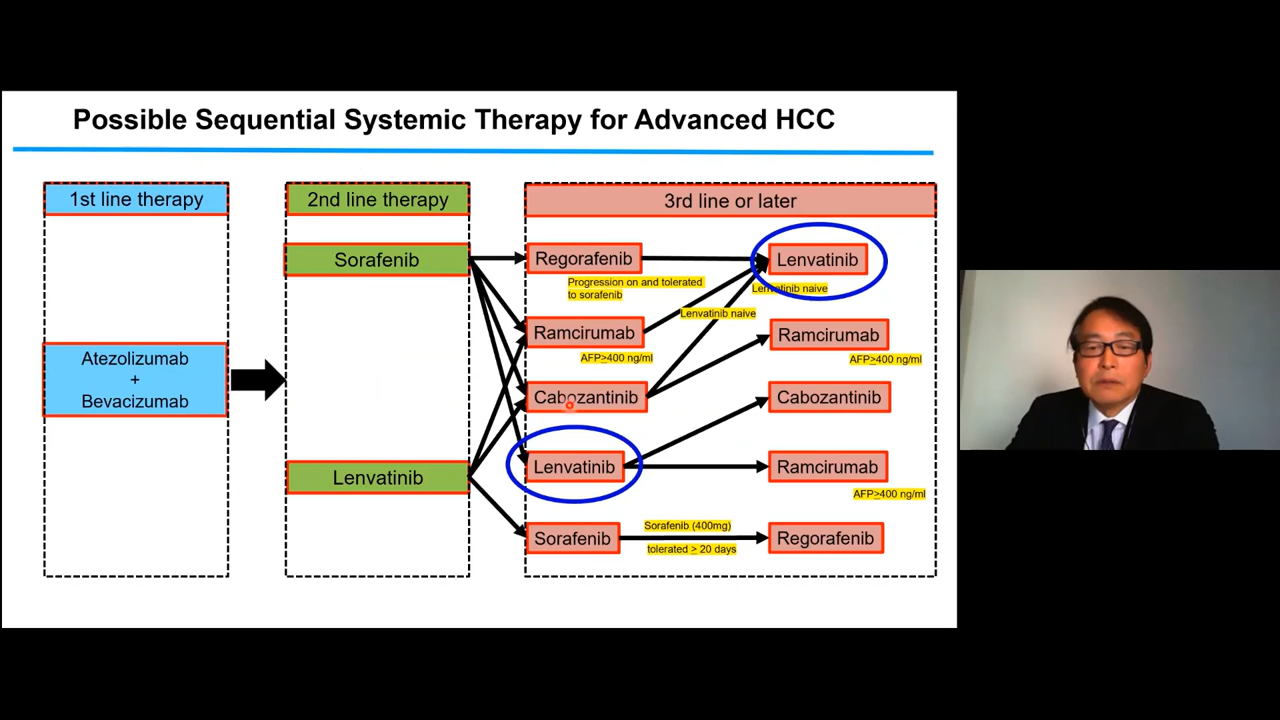 Possible Sequential Systemic Therapy for Advanced HCC
1st line therapy
2nd line therapy
3rd line or later
Atezolizumab
+
Bevacizumab
Sorafenib
Lenvatinib
Regorafenib
Progression on and tolerated
to sorafenib
Lenvatinib
Lenvatinib naive
Lenvatinib naive
Ramcirumab
AFP≥400 ng/ml
Ramcirumab
AFP≥400 ng/ml
Cabozantinib
Cabozantinib
Lenvatinib
Ramcirumab
AFP≥400 ng/ml
Sorafenib
Sorafenib (400mg)
tolerated ≥ 20 days
Regorafenib